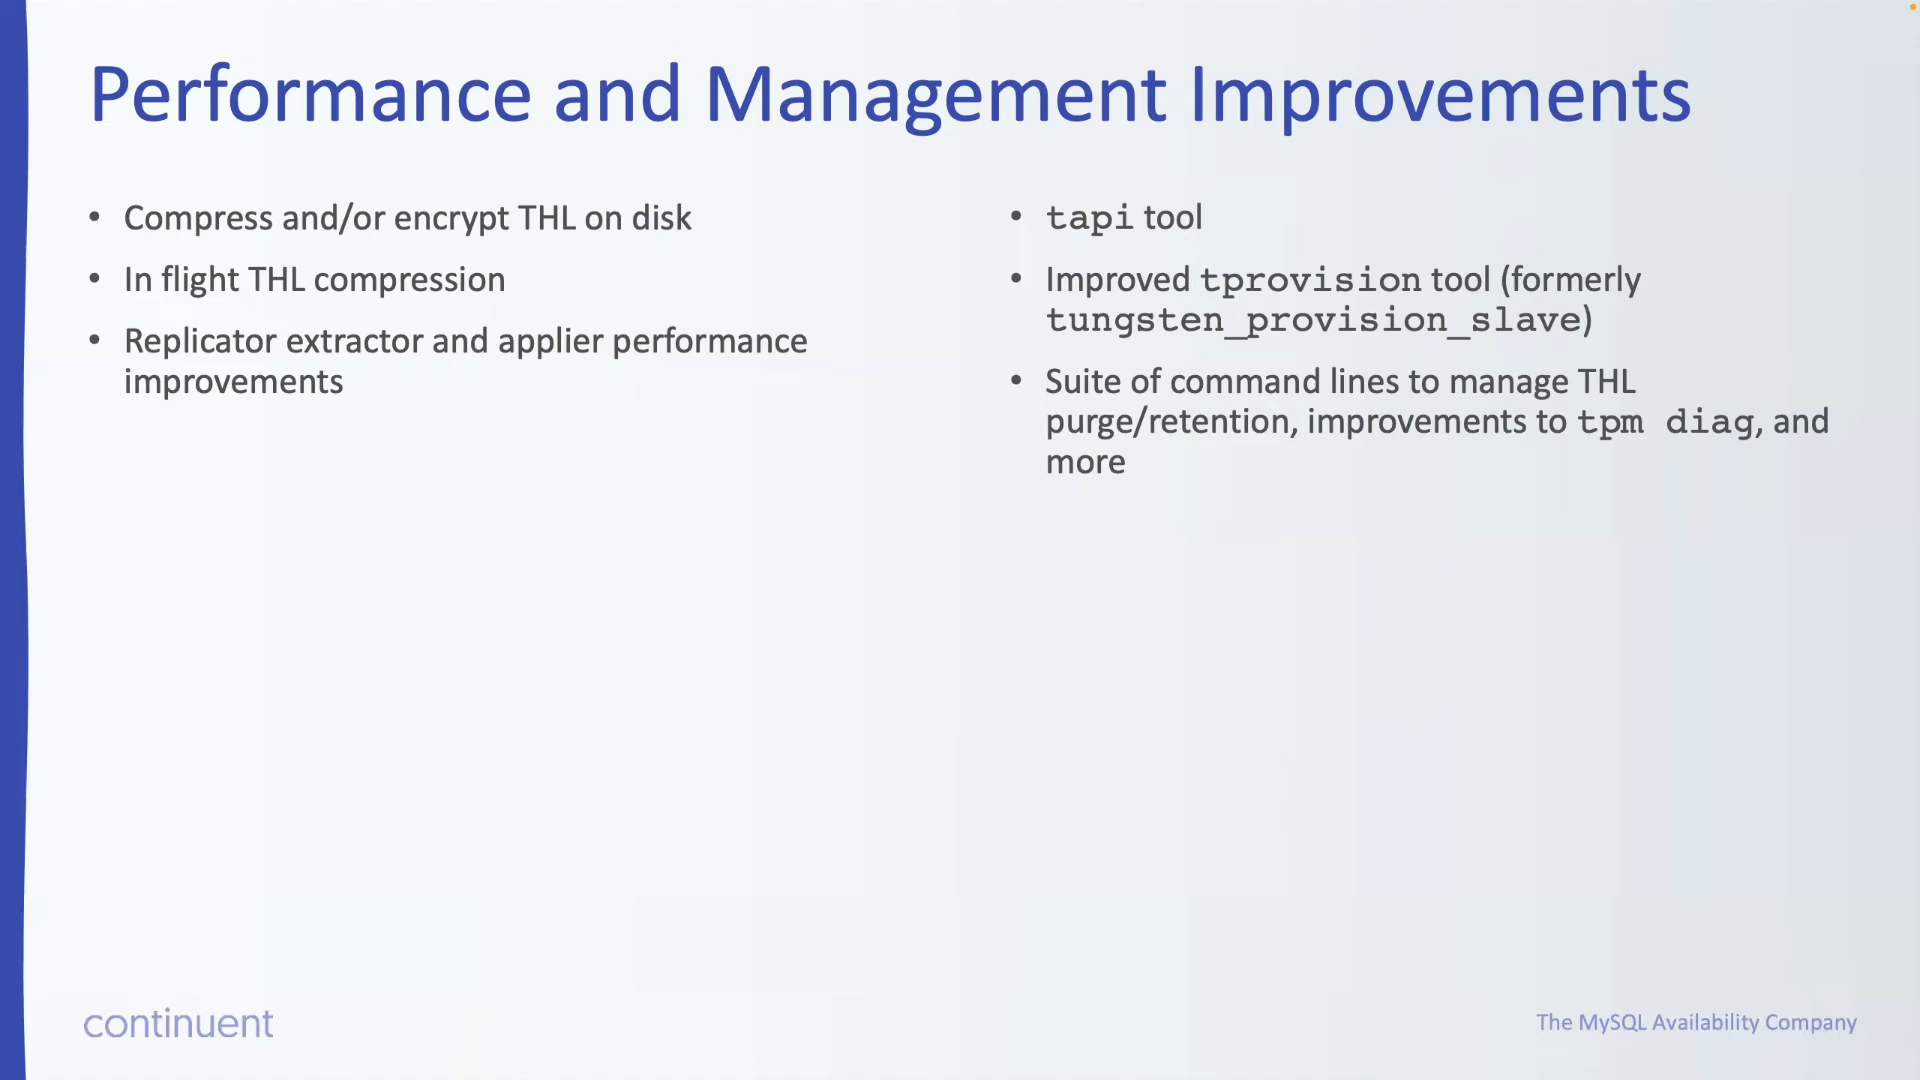 Performance and Management Improvements
• Compress and/or encrypt THL on disk
• In flight THL compression
• Replicator extractor and applier performance
improvements
• tapi tool
• Improved tprovision tool (formerly
tungsten_provision_slave)
• Suite of command lines to manage THL
purge/retention, improvements to tpm diag, and
more
continuent
The MySQL Availability Company